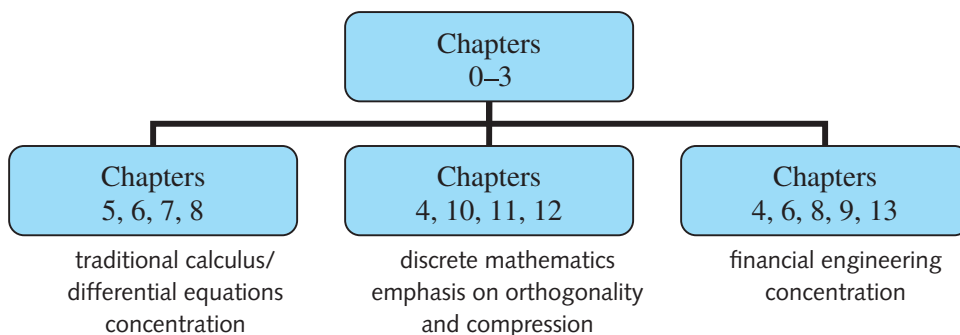 Chapters
0–3
Chapters
5, 6, 7, 8
traditional calculus/
differential equations
concentration
Chapters
4, 10, 11, 12
discrete mathematics
emphasis on orthogonality
and compression
Chapters
4, 6, 8, 9, 13
financial engineering
concentration